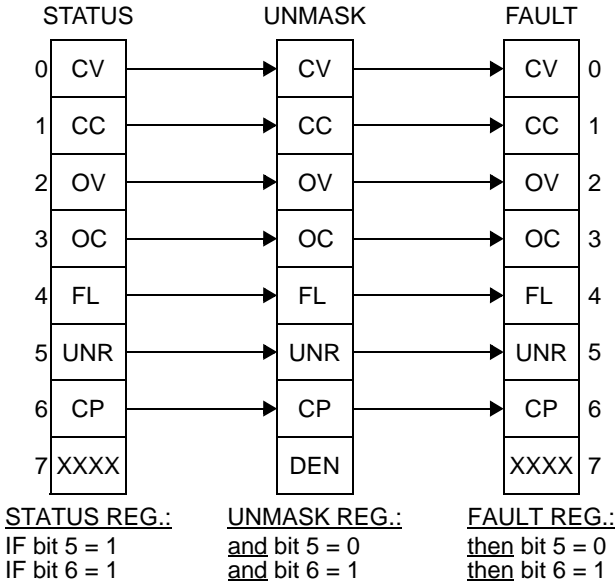 STATUS UNMASK FAULT
0 CV CV CV 0
1 CC CC CC 1
2 OV OV OV 2
3 OC OC OC 3
4 FL FL FL 4
5 UNR UNR UNR 5
6 CP CP CP 6
7 XXXX DEN XXXX 7
STATUS REG.: UNMASK REG.: FAULT REG.:
IF bit 5 = 1 and bit 5 = 0 then bit 5 = 0
IF bit 6 = 1 and bit 6 = 1 then bit 6 = 1